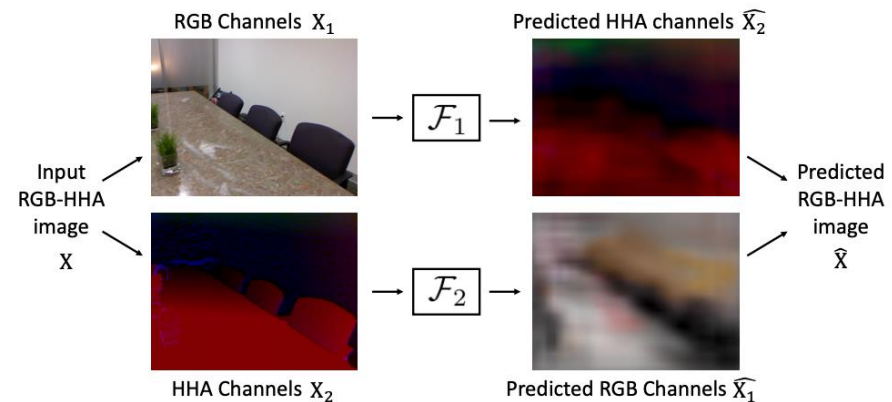 RGB Channels X₁
Predicted HHA channels X̂₂
ℱ₁
Input
RGB-HHA
image
X
Predicted
RGB-HHA
image
X̂
ℱ₂
HHA Channels X₂
Predicted RGB Channels X̂₁